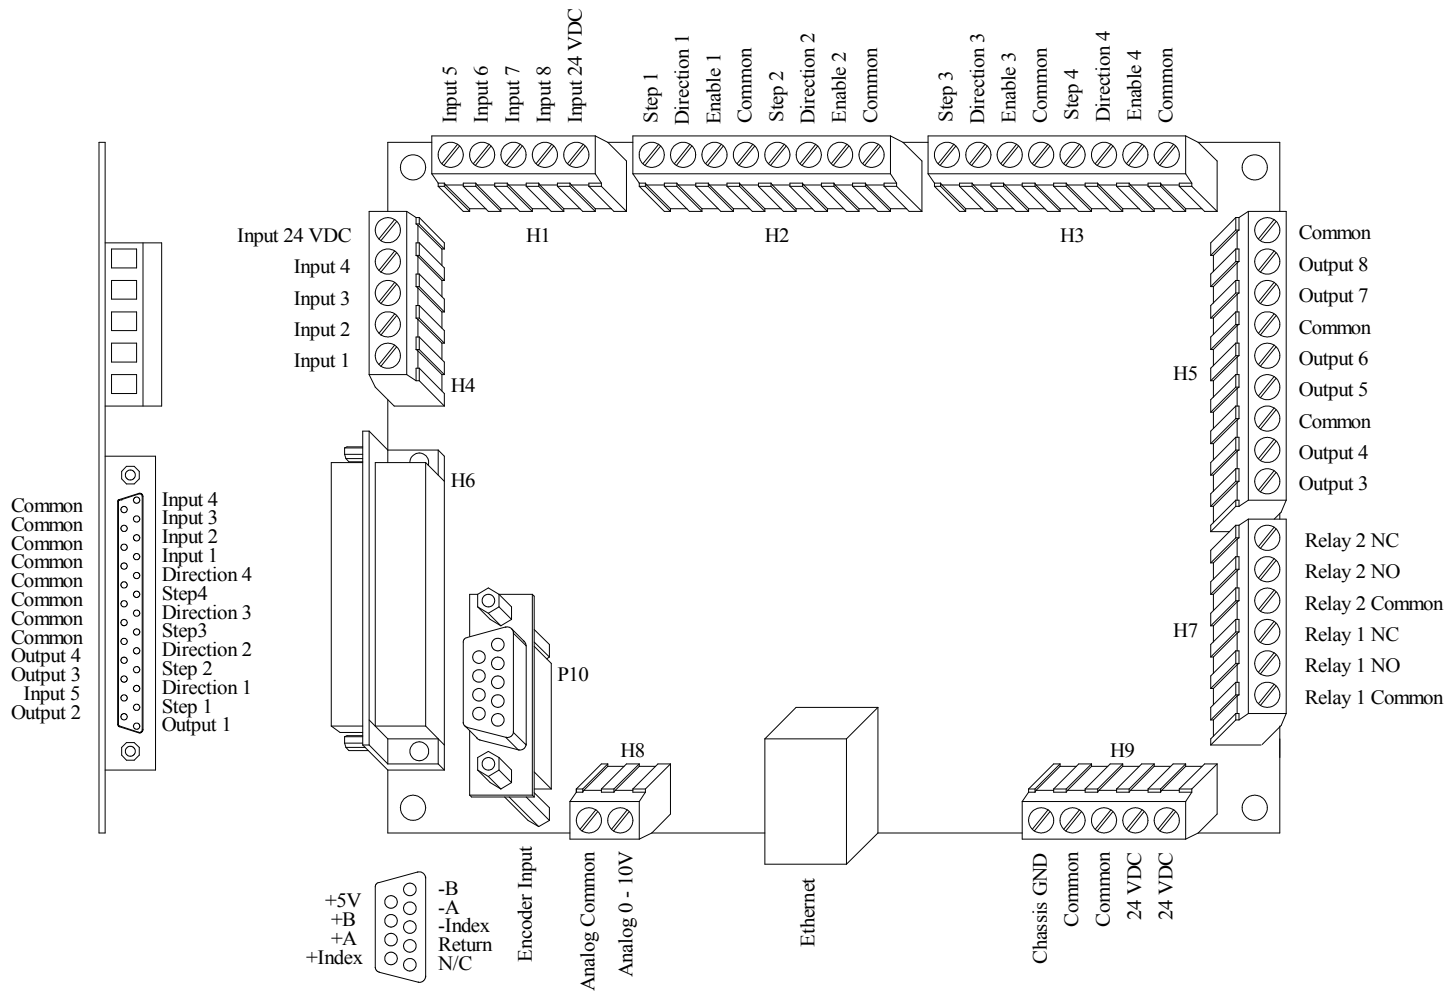 Input 5
Input 6
Input 7
Input 8
Input 24 VDC
Step 1
Direction 1
Enable 1
Common
Step 2
Direction 2
Enable 2
Common
Step 3
Direction 3
Enable 3
Common
Step 4
Direction 4
Enable 4
Common
H1
H2
H3
Input 24 VDC
Input 4
Input 3
Input 2
Input 1
H4
Common
Output 8
Output 7
Common
Output 6
Output 5
Common
Output 4
Output 3
H5
H6
Common
Common
Common
Common
Common
Common
Common
Common
Output 4
Output 3
Input 5
Output 2
Input 4
Input 3
Input 2
Input 1
Direction 4
Step4
Direction 3
Step3
Direction 2
Step 2
Direction 1
Step 1
Output 1
Relay 2 NC
Relay 2 NO
Relay 2 Common
Relay 1 NC
Relay 1 NO
Relay 1 Common
H7
P10
H8
H9
+5V
+B
+A
+Index
-B
-A
-Index
Return
N/C
Encoder Input
Analog Common
Analog 0 - 10V
Ethernet
Chassis GND
Common
Common
24 VDC
24 VDC